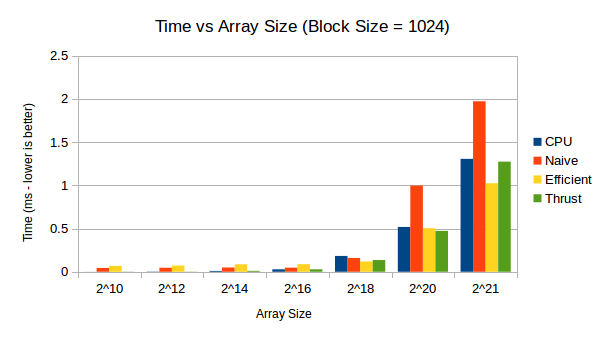 Time vs Array Size (Block Size = 1024)
2.5
2
1.5
1
0.5
0
Time (ms - lower is better)
2^10 2^12 2^14 2^16 2^18 2^20 2^21
Array Size
CPU
Naive
Efficient
Thrust